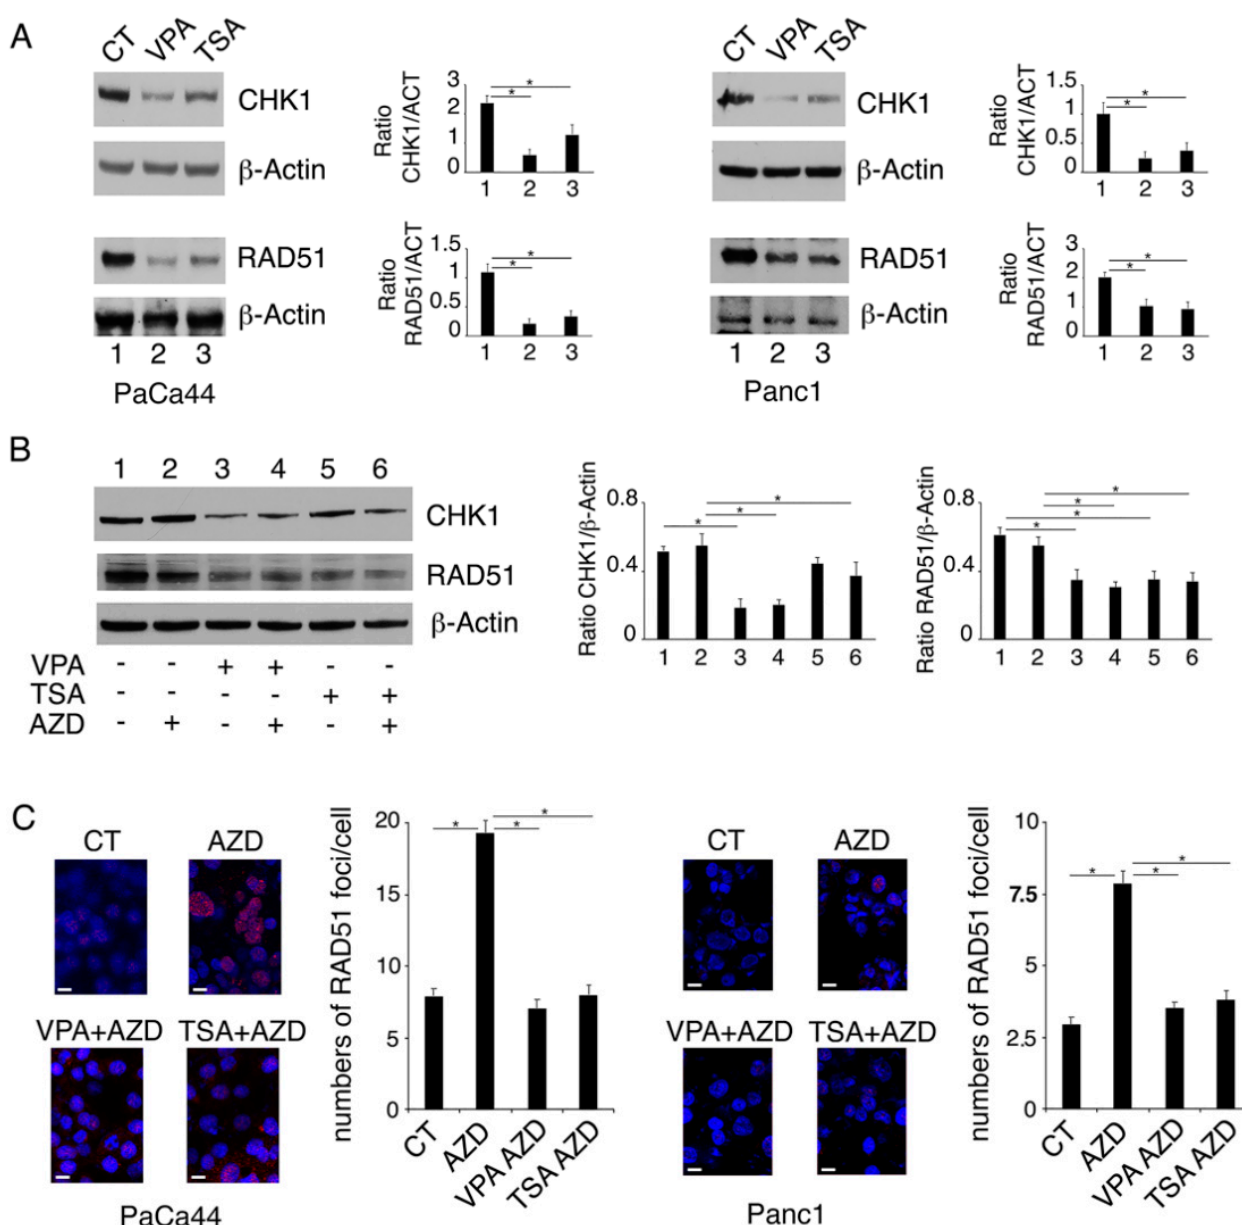 A
CT VPA TSA
CHK1
β-Actin
RAD51
β-Actin
1 2 3
PaCa44
Ratio
CHK1/ACT
3
2
1
0
* *
1 2 3
Ratio
RAD51/ACT
1.5
1
0.5
0
* *
1 2 3
CT VPA TSA
CHK1
β-Actin
RAD51
β-Actin
1 2 3
Panc1
Ratio
CHK1/ACT
1.5
1
0.5
0
* *
1 2 3
Ratio
RAD51/ACT
3
2
1
0
* *
1 2 3
B
1 2 3 4 5 6
CHK1
RAD51
β-Actin
VPA - - + + - -
TSA - - - - + +
AZD - + - + - +
Ratio CHK1/β-Actin
0.8
0.4
0
* * *
1 2 3 4 5 6
Ratio RAD51/β-Actin
0.8
0.4
0
* * * *
1 2 3 4 5 6
C
CT AZD
VPA+AZD TSA+AZD
PaCa44
numbers of RAD51 foci/cell
20
15
10
5
0
* * *
CT AZD VPA AZD TSA AZD
CT AZD
VPA+AZD TSA+AZD
Panc1
numbers of RAD51 foci/cell
10
7.5
5
2.5
0
* * *
CT AZD VPA AZD TSA AZD